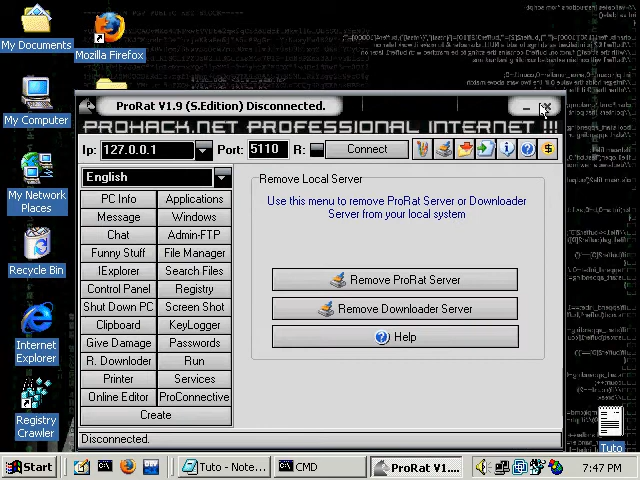 My Documents
Mozilla Firefox
My Computer
My Network
Places
Recycle Bin
Internet
Explorer
Registry
Crawler
ProRat V1.9 (S.Edition) Disconnected.
PROHACK.NET PROFESSIONAL INTERNET !!!
Ip: 127.0.0.1 Port: 5110 R: Connect
English
PC Info Applications
Message Windows
Chat Admin-FTP
Funny Stuff File Manager
IExplorer Search Files
Control Panel Registry
Shut Down PC Screen Shot
Clipboard KeyLogger
Give Damage Passwords
R. Downloder Run
Printer Services
Online Editor ProConnective
Create
Remove Local Server
Use this menu to remove ProRat Server or Downloader
Server from your local system
Remove ProRat Server
Remove Downloader Server
Help
Disconnected.
Tuto
Start Tuto - Note... CMD ProRat V1.... 7:47 PM